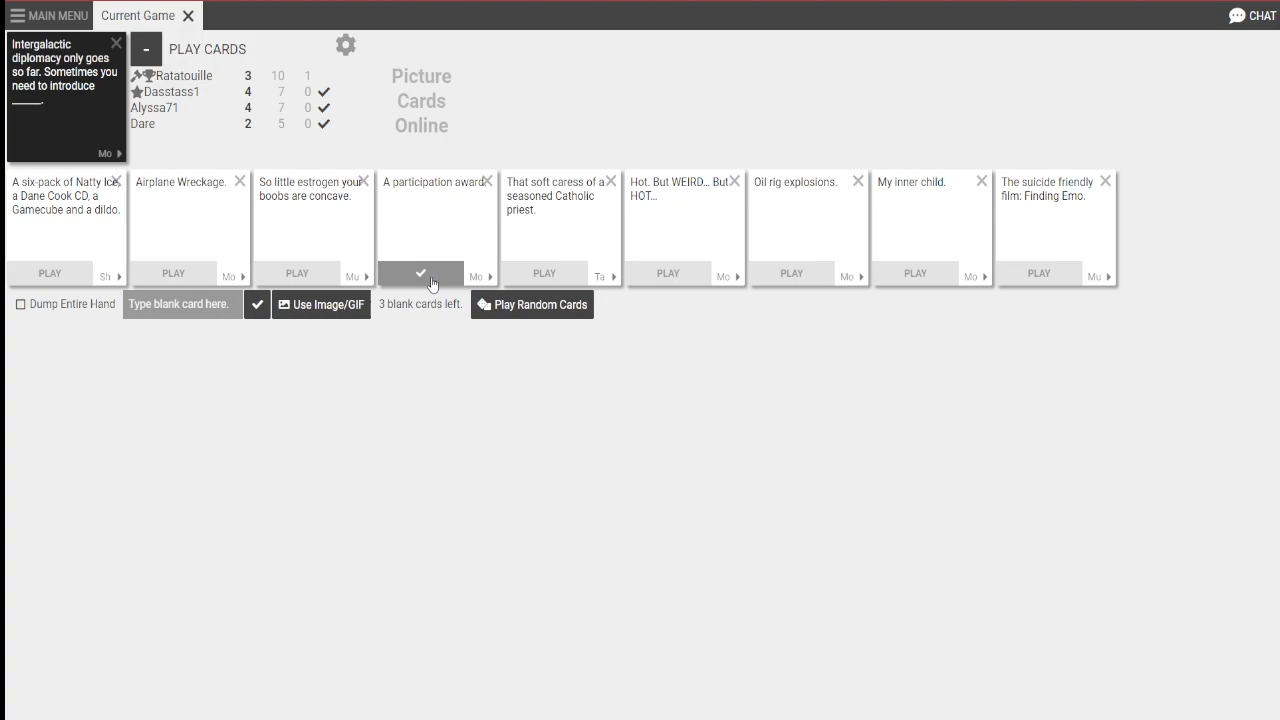 MAIN MENU
Current Game
CHAT
Intergalactic
diplomacy only goes
so far. Sometimes you
need to introduce
_____.
Mo
-
PLAY CARDS
Ratatouille 3 10 1
Dasstass1 4 7 0
Alyssa71 4 7 0
Dare 2 5 0
Picture
Cards
Online
A six-pack of Natty Ice,
a Dane Cook CD, a
Gamecube and a dildo.
PLAY
Sh
Airplane Wreckage.
PLAY
Mo
So little estrogen your
boobs are concave.
PLAY
Mu
A participation award.
Mo
That soft caress of a
seasoned Catholic
priest.
PLAY
Ta
Hot. But WEIRD... But
HOT...
PLAY
Mo
Oil rig explosions.
PLAY
Mo
My inner child.
PLAY
Mo
The suicide friendly
film: Finding Emo.
PLAY
Mu
Dump Entire Hand
Type blank card here.
Use Image/GIF
3 blank cards left.
Play Random Cards